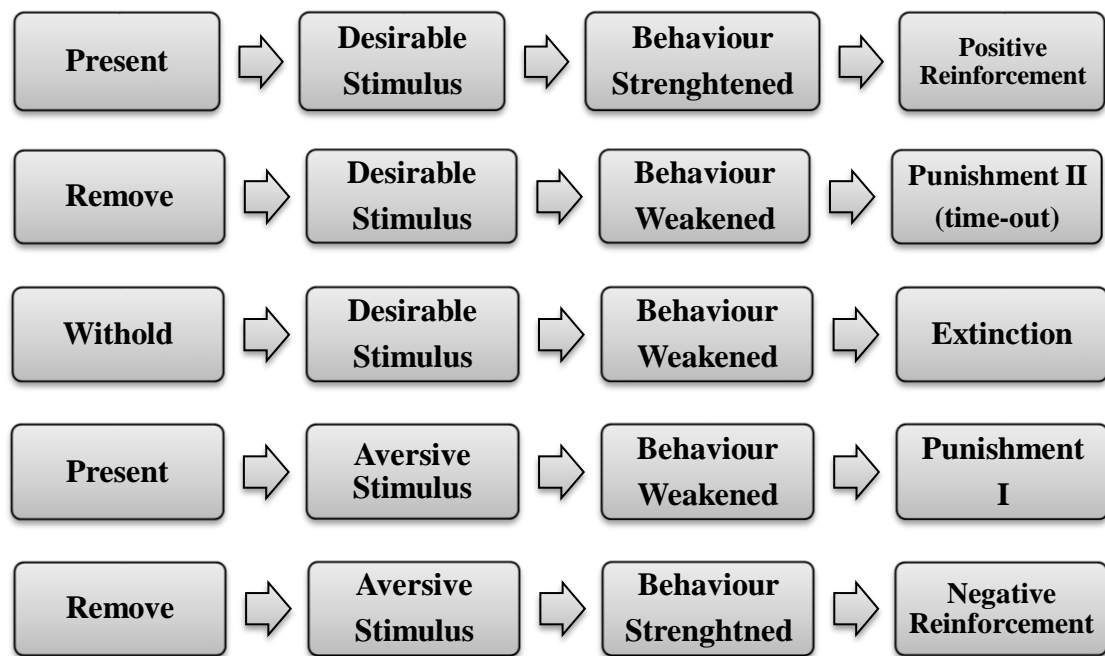 Present
Desirable
Stimulus
Behaviour
Strenghtened
Positive
Reinforcement
Remove
Desirable
Stimulus
Behaviour
Weakened
Punishment II
(time-out)
Withold
Desirable
Stimulus
Behaviour
Weakened
Extinction
Present
Aversive
Stimulus
Behaviour
Weakened
Punishment
I
Remove
Aversive
Stimulus
Behaviour
Strenghtned
Negative
Reinforcement